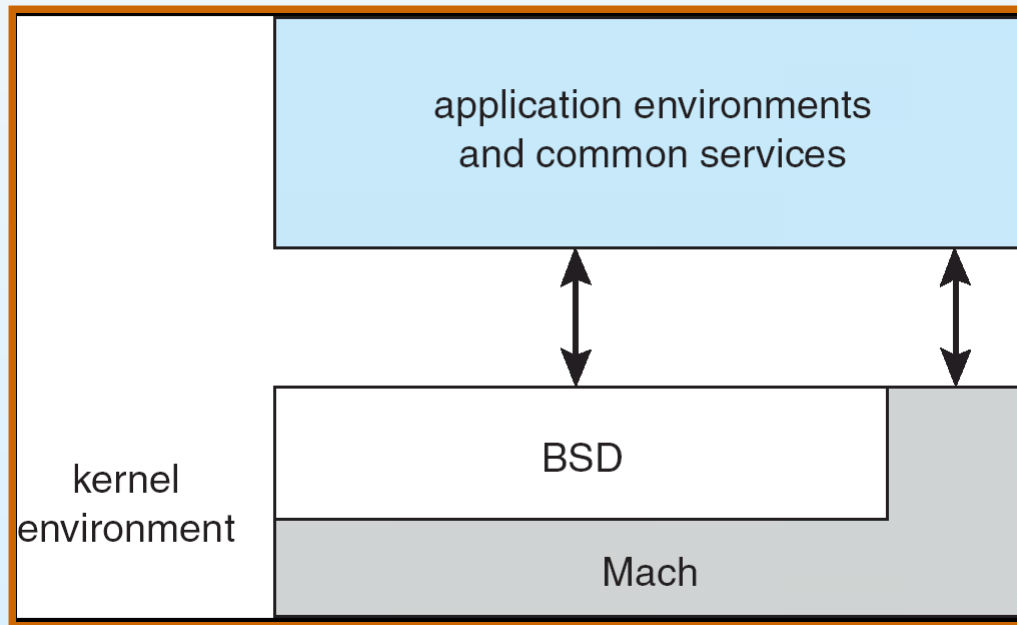 application environments
and common services
BSD
kernel
environment
Mach